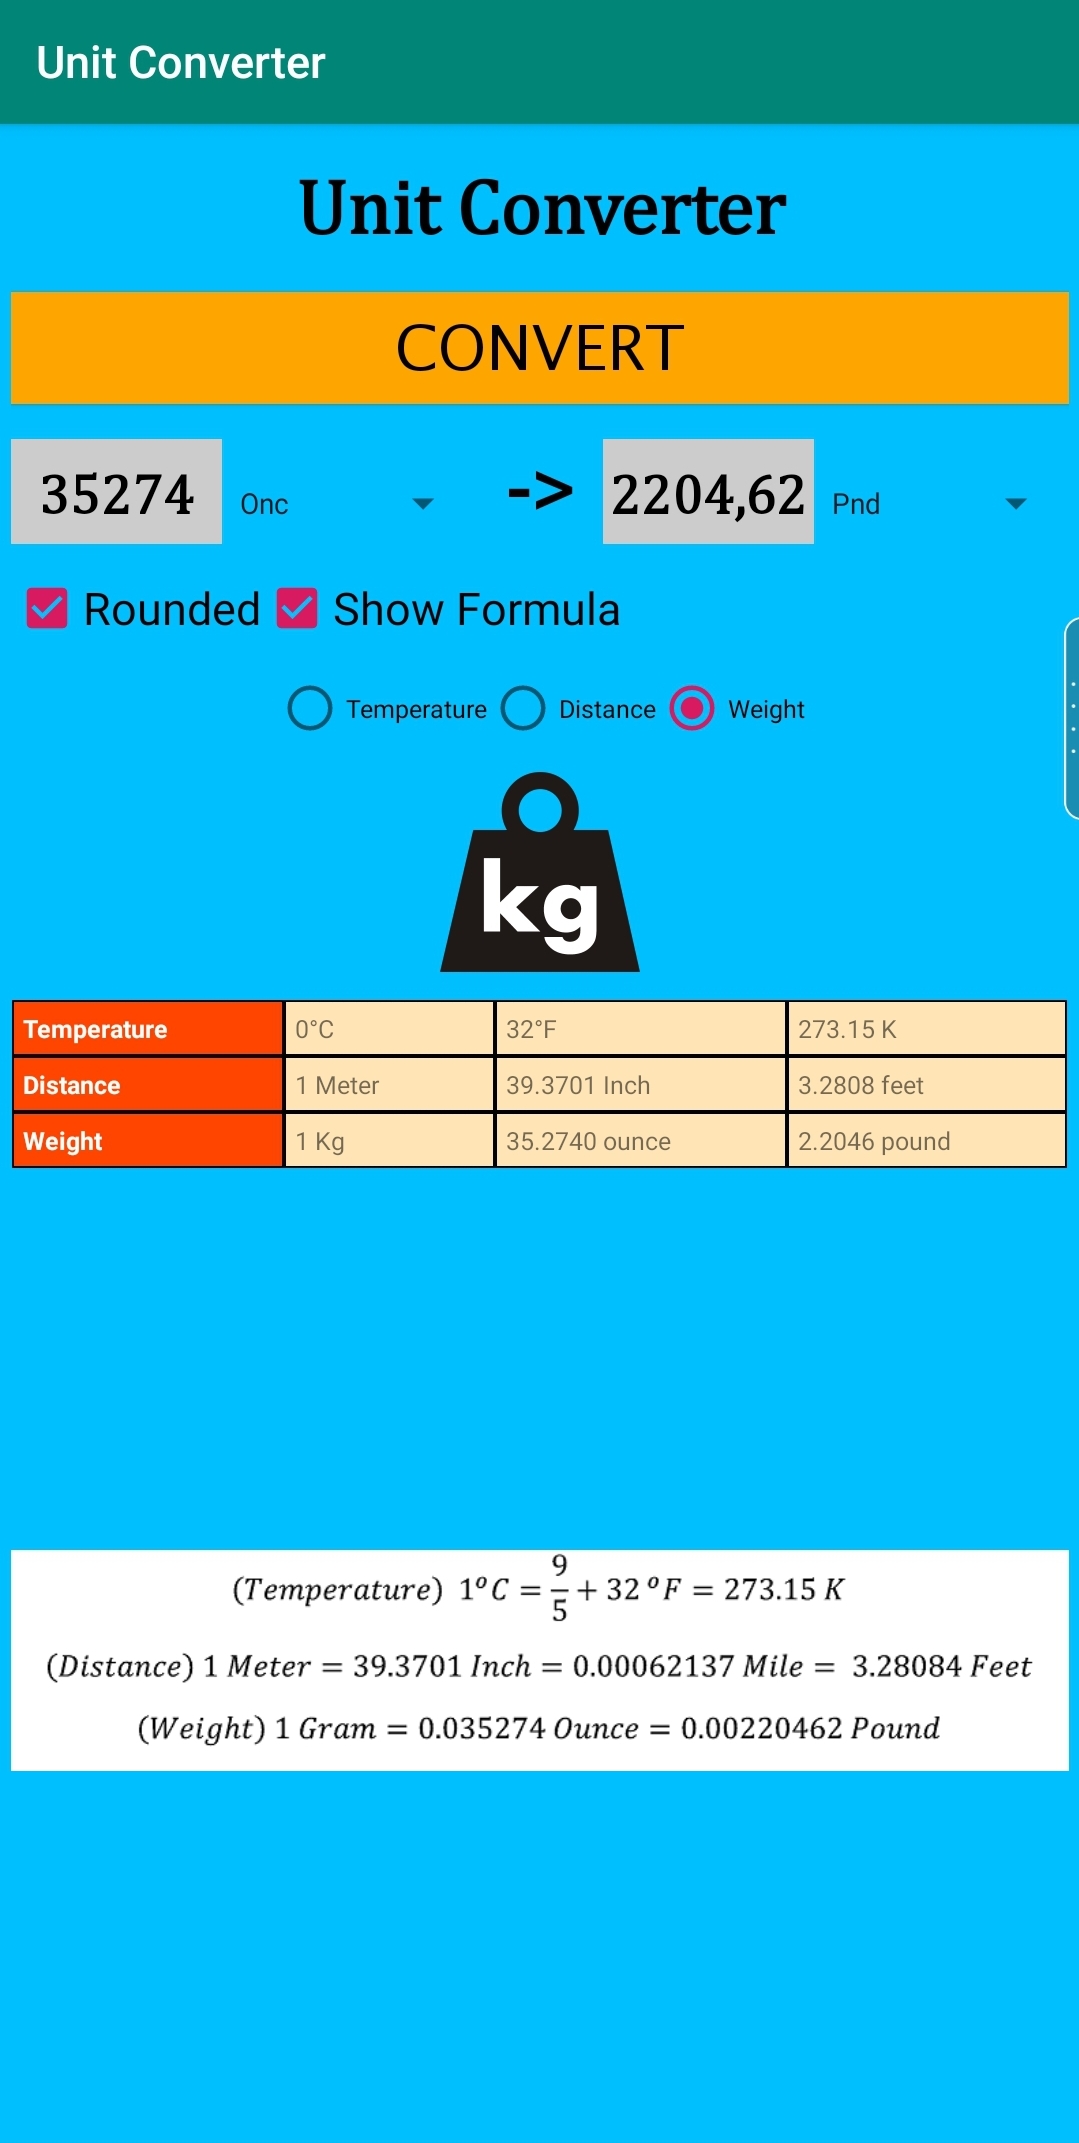 Unit Converter
Unit Converter
CONVERT
35274 Onc -> 2204,62 Pnd
Rounded Show Formula
Temperature Distance Weight
kg
Temperature 0°C 32°F 273.15 K
Distance 1 Meter 39.3701 Inch 3.2808 feet
Weight 1 Kg 35.2740 ounce 2.2046 pound
(Temperature) 1°C = 9/5 + 32 °F = 273.15 K
(Distance) 1 Meter = 39.3701 Inch = 0.00062137 Mile = 3.28084 Feet
(Weight) 1 Gram = 0.035274 Ounce = 0.00220462 Pound